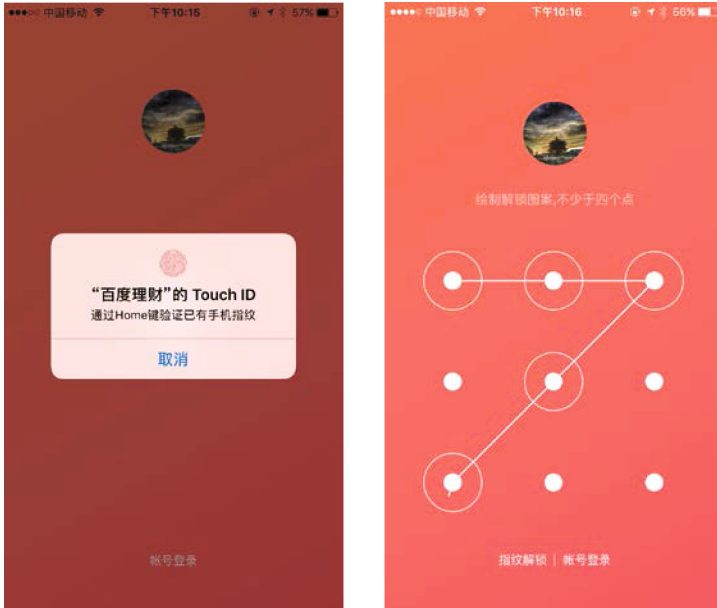 中国移动 下午10:15 57%
“百度理财”的 Touch ID
通过Home键验证已有手机指纹
取消
帐号登录
中国移动 下午10:16 56%
绘制解锁图案,不少于四个点
指纹解锁 | 帐号登录